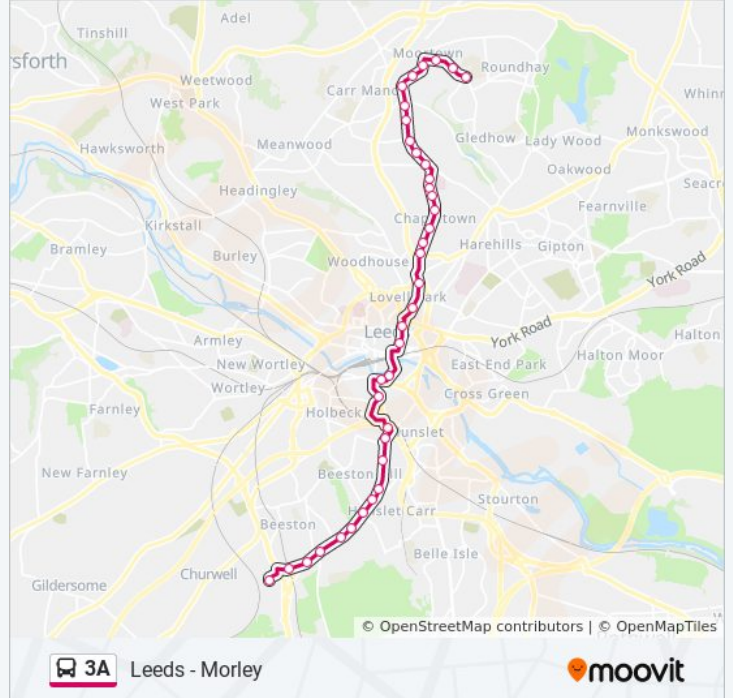 Adel
Tinshill
rsforth
Moortown
Roundhay
Weetwood
West Park
Carr Mano
Whinn
Monkswood
Hawksworth
Meanwood
Gledhow
Lady Wood
Oakwood
Headingley
Seacro
Fearnville
Kirkstall
Chapeltown
Harehills
Gipton
Bramley
Burley
Woodhouse
York Road
Lovell Park
Leeds
York Road
Armley
Halton
Halton Moor
New Wortley
East End Park
Wortley
Cross Green
Farnley
Holbeck
Hunslet
New Farnley
Beeston Hill
Stourton
Beeston
Hunslet Carr
Belle Isle
Churwell
Gildersome
© OpenStreetMap contributors | © OpenMapTiles
3A Leeds - Morley
moovit